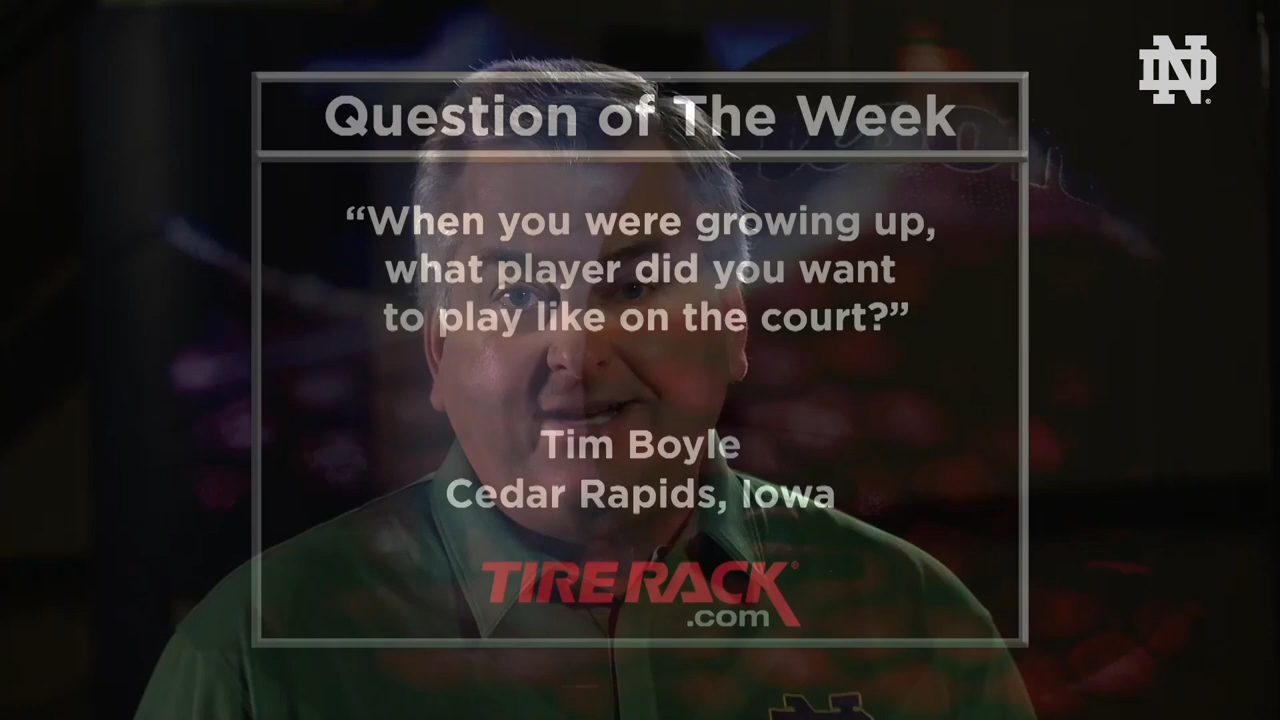 ND
Question of The Week
“When you were growing up,
what player did you want
to play like on the court?”
Tim Boyle
Cedar Rapids, Iowa
TIRE RACK
.com